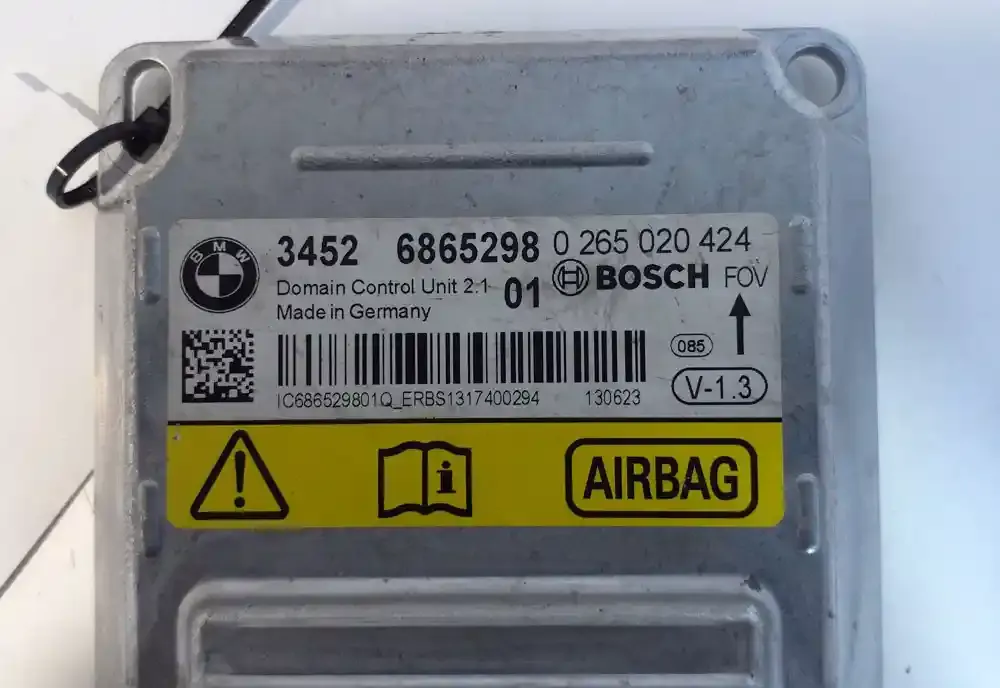 BMW
3452 6865298
0 265 020 424
Domain Control Unit 2.1
01
BOSCH
FOV
Made in Germany
085
V-1.3
IC686529801Q_ERBS1317400294
130623
AIRBAG